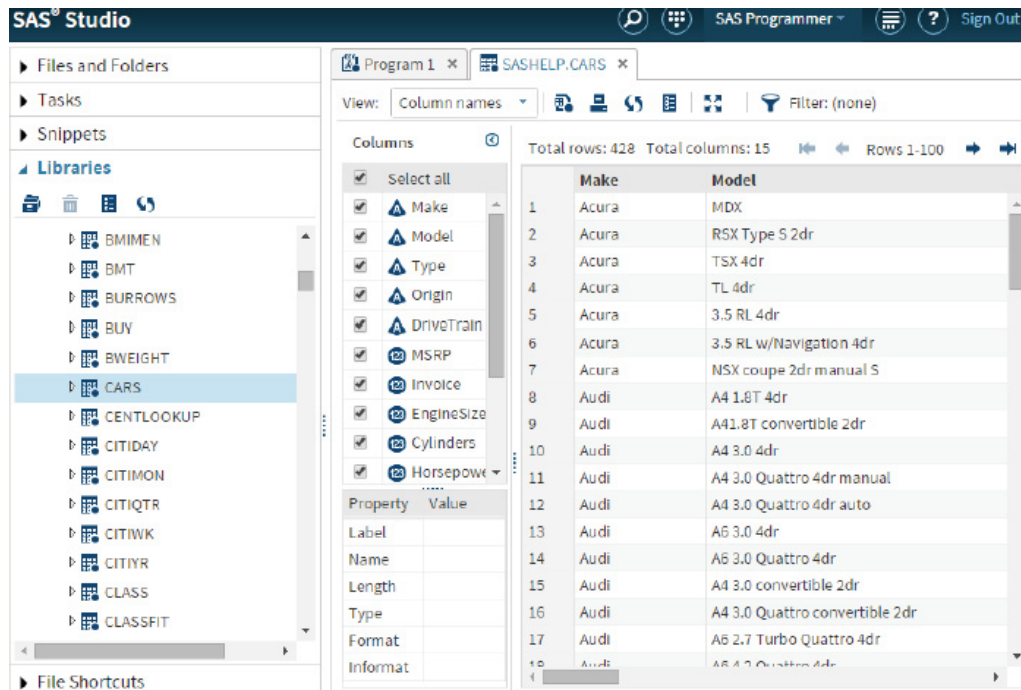 SAS® Studio
SAS Programmer
Sign Out
Files and Folders
Tasks
Snippets
Libraries
BMIMEN
BMT
BURROWS
BUY
BWEIGHT
CARS
CENTLOOKUP
CITIDAY
CITIMON
CITIQTR
CITIWK
CITIYR
CLASS
CLASSFIT
File Shortcuts
Program 1 × SASHELP.CARS ×
View: Column names Filter: (none)
Columns
Select all
Make
Model
Type
Origin
DriveTrain
MSRP
Invoice
EngineSize
Cylinders
Horsepowe
Property Value
Label
Name
Length
Type
Format
Informat
Total rows: 428 Total columns: 15 Rows 1-100
Make Model
1 Acura MDX
2 Acura RSX Type S 2dr
3 Acura TSX 4dr
4 Acura TL 4dr
5 Acura 3.5 RL 4dr
6 Acura 3.5 RL w/Navigation 4dr
7 Acura NSX coupe 2dr manual S
8 Audi A4 1.8T 4dr
9 Audi A41.8T convertible 2dr
10 Audi A4 3.0 4dr
11 Audi A4 3.0 Quattro 4dr manual
12 Audi A4 3.0 Quattro 4dr auto
13 Audi A6 3.0 4dr
14 Audi A6 3.0 Quattro 4dr
15 Audi A4 3.0 convertible 2dr
16 Audi A4 3.0 Quattro convertible 2dr
17 Audi A6 2.7 Turbo Quattro 4dr
18 Audi A6 4.2 Quattro 4dr